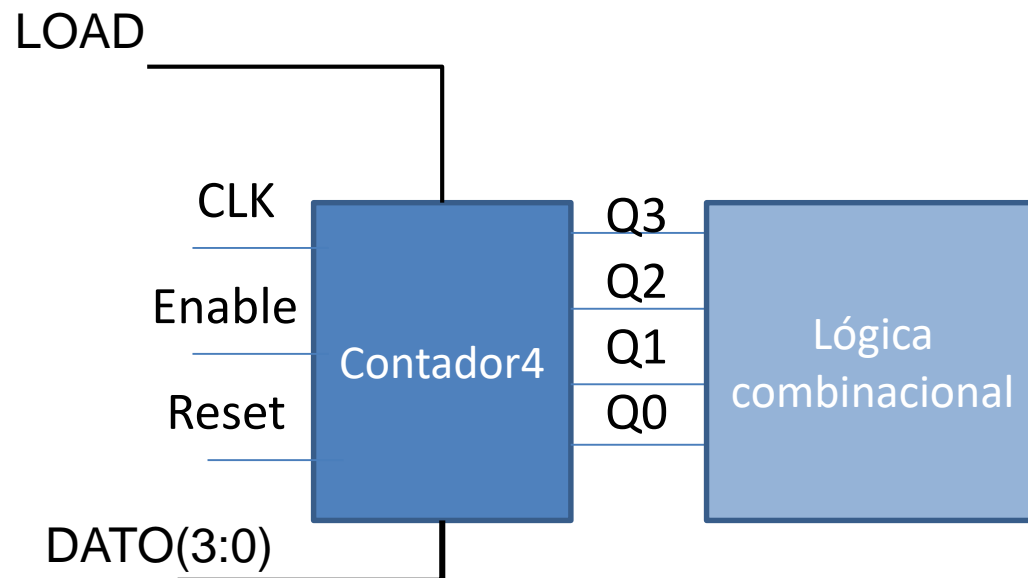 LOAD
CLK
Enable
Reset
DATO(3:0)
Contador4
Q3
Q2
Q1
Q0
Lógica
combinacional